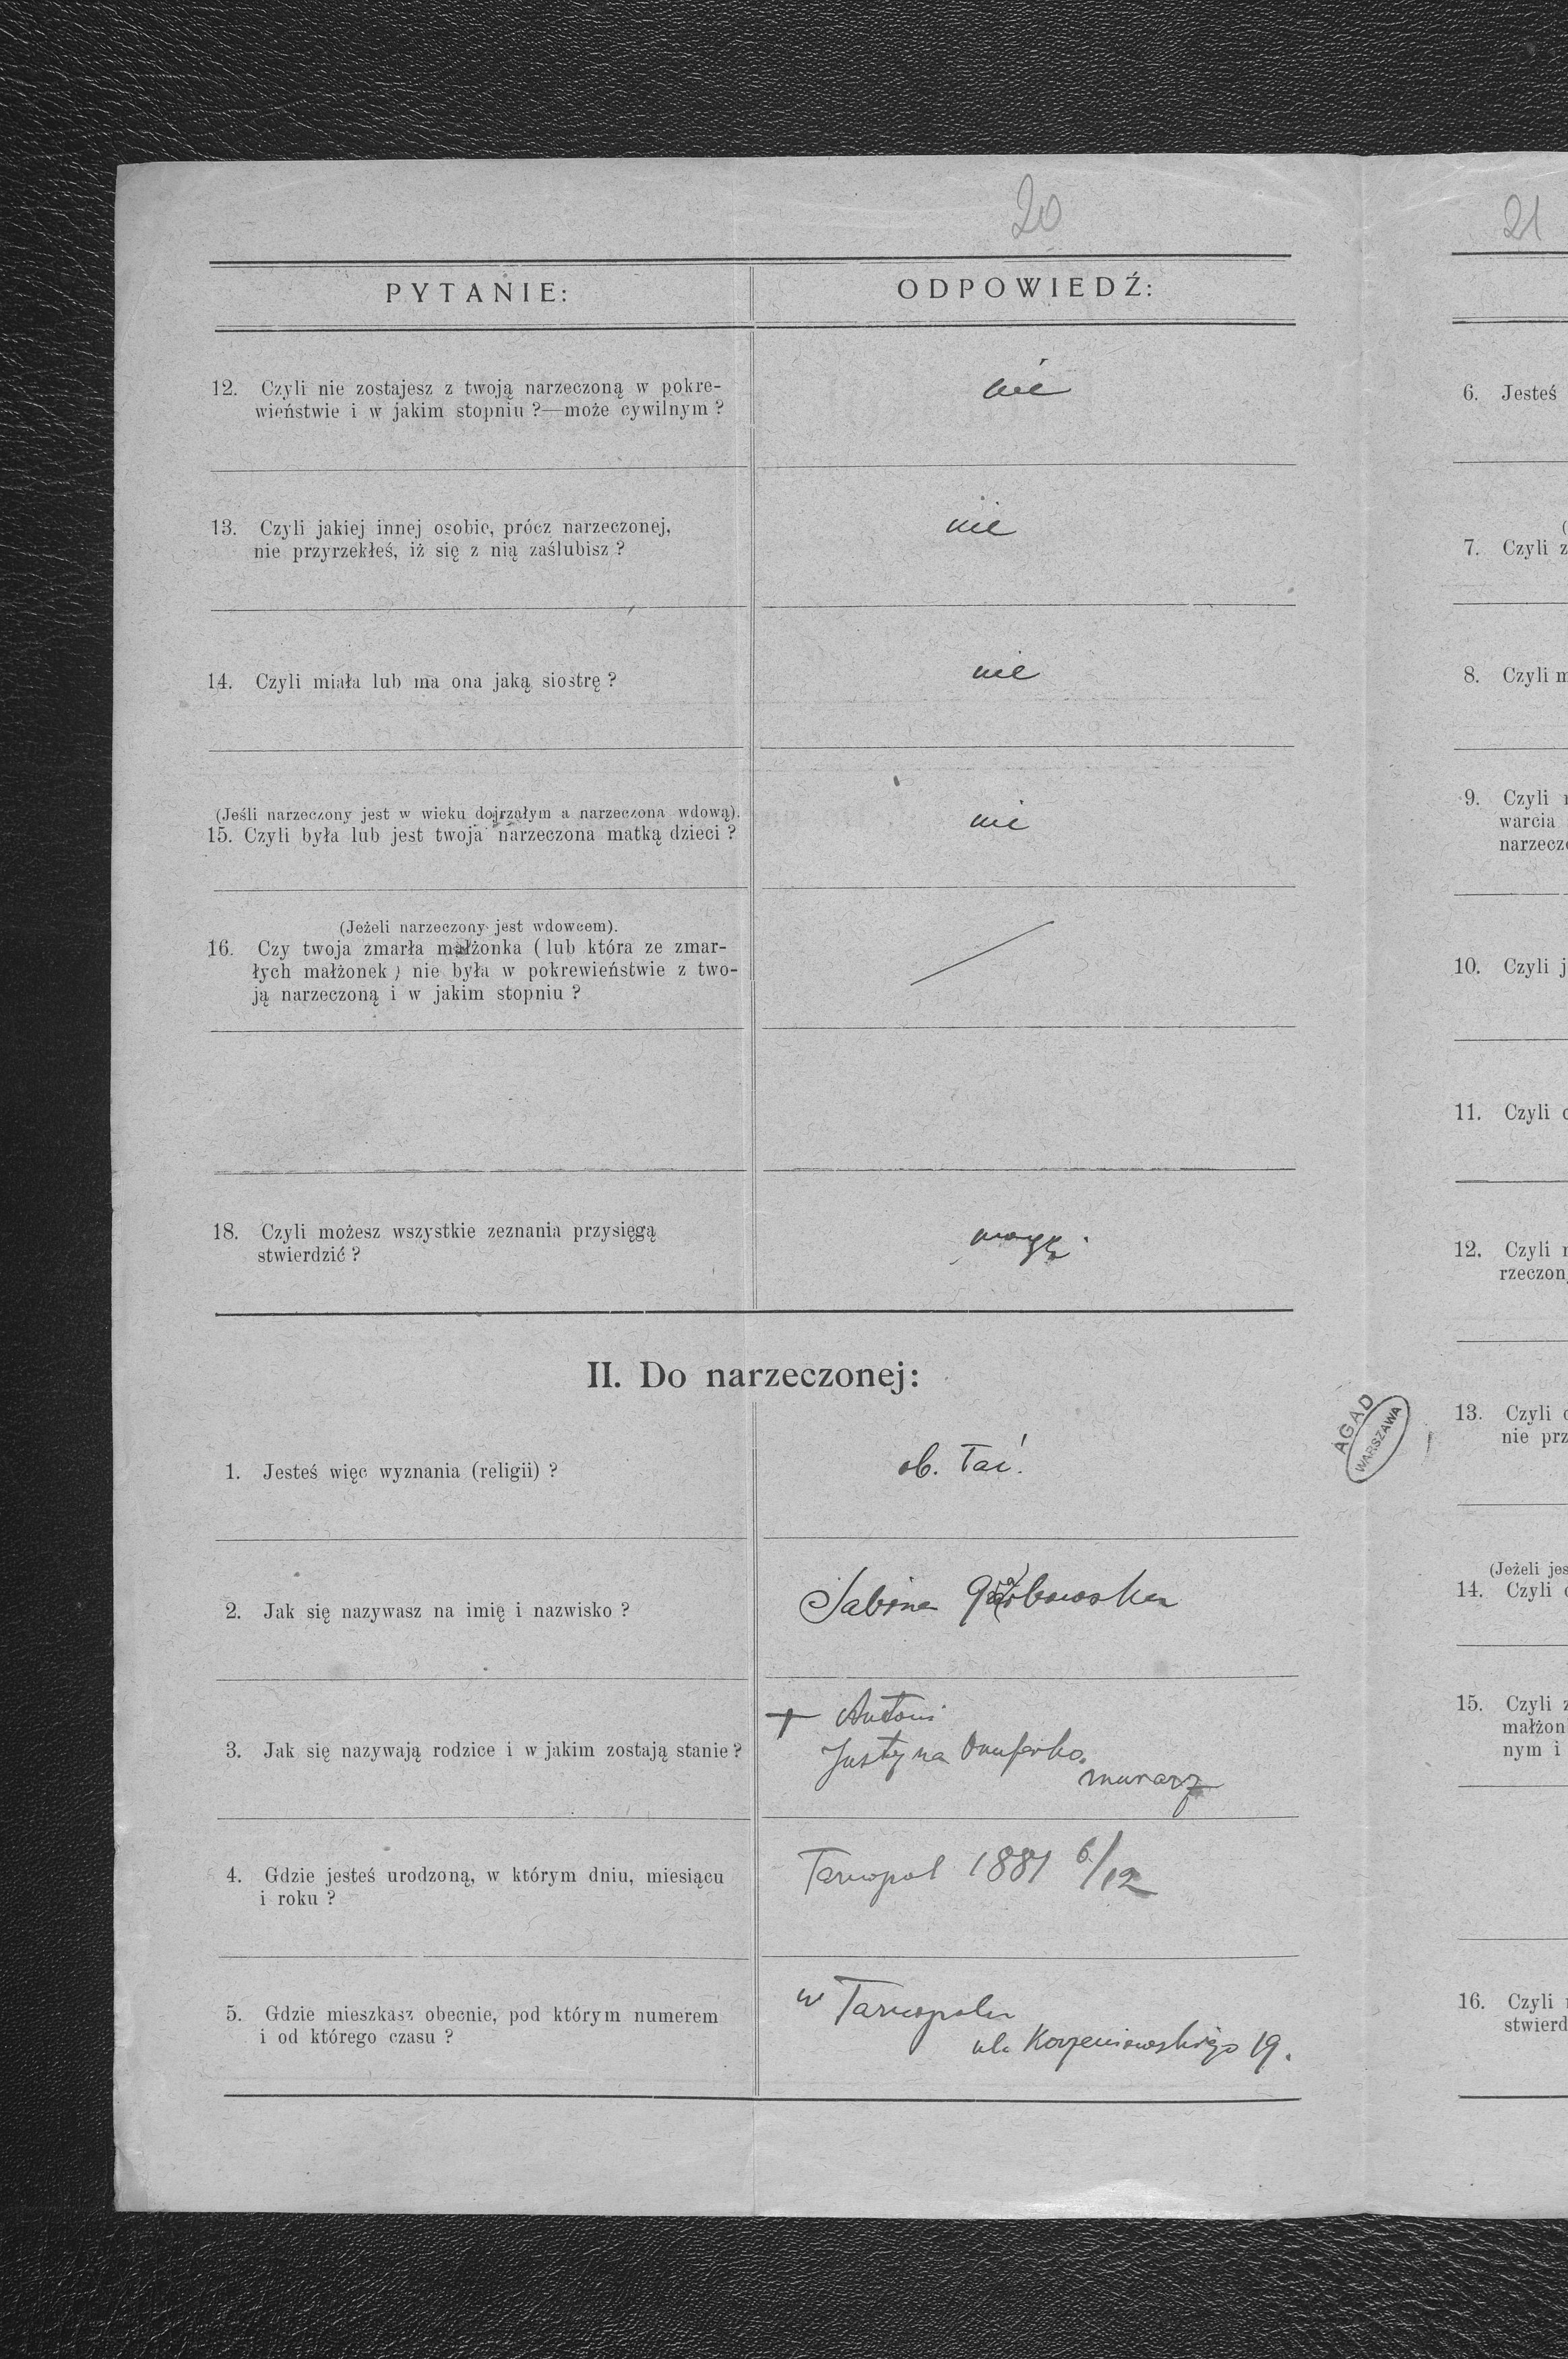 20
21
PYTANIE:
ODPOWIEDŹ:
12. Czyli nie zostajesz z twoją narzeczoną w pokre-
wieństwie i w jakim stopniu ?—może cywilnym ?
nie
13. Czyli jakiej innej osobie, prócz narzeczonej,
nie przyrzekłeś, iż się z nią zaślubisz ?
nie
14. Czyli miała lub ma ona jaką siostrę ?
nie
(Jeśli narzeczony jest w wieku dojrzałym a narzeczona wdową).
15. Czyli była lub jest twoja narzeczona matką dzieci ?
nie
(Jeżeli narzeczony jest wdowcem).
16. Czy twoja zmarła małżonka (lub która ze zmar-
łych małżonek) nie była w pokrewieństwie z two-
ją narzeczoną i w jakim stopniu ?
18. Czyli możesz wszystkie zeznania przysięgą
stwierdzić ?
mogę
II. Do narzeczonej:
1. Jesteś więc wyznania (religii) ?
ob. łać.
2. Jak się nazywasz na imię i nazwisko ?
Sabina
3. Jak się nazywają rodzice i w jakim zostają stanie ?
+ Antoni
Justyna
murarz
4. Gdzie jesteś urodzoną, w którym dniu, miesiącu
i roku ?
Tarnopol 1881 6/12
5. Gdzie mieszkasz obecnie, pod którym numerem
i od którego czasu ?
w Tarnopolu
ul. Korzeniowskiego 19.
AGAD
WARSZAWA
6. Jesteś
7. Czyli z
8. Czyli m
9. Czyli
warcia
narzecz
10. Czyli j
11. Czyli
12. Czyli
rzeczon
13. Czyli
nie prz
(Jeżeli jes
14. Czyli
15. Czyli z
małżon
nym i
16. Czyli
stwierd